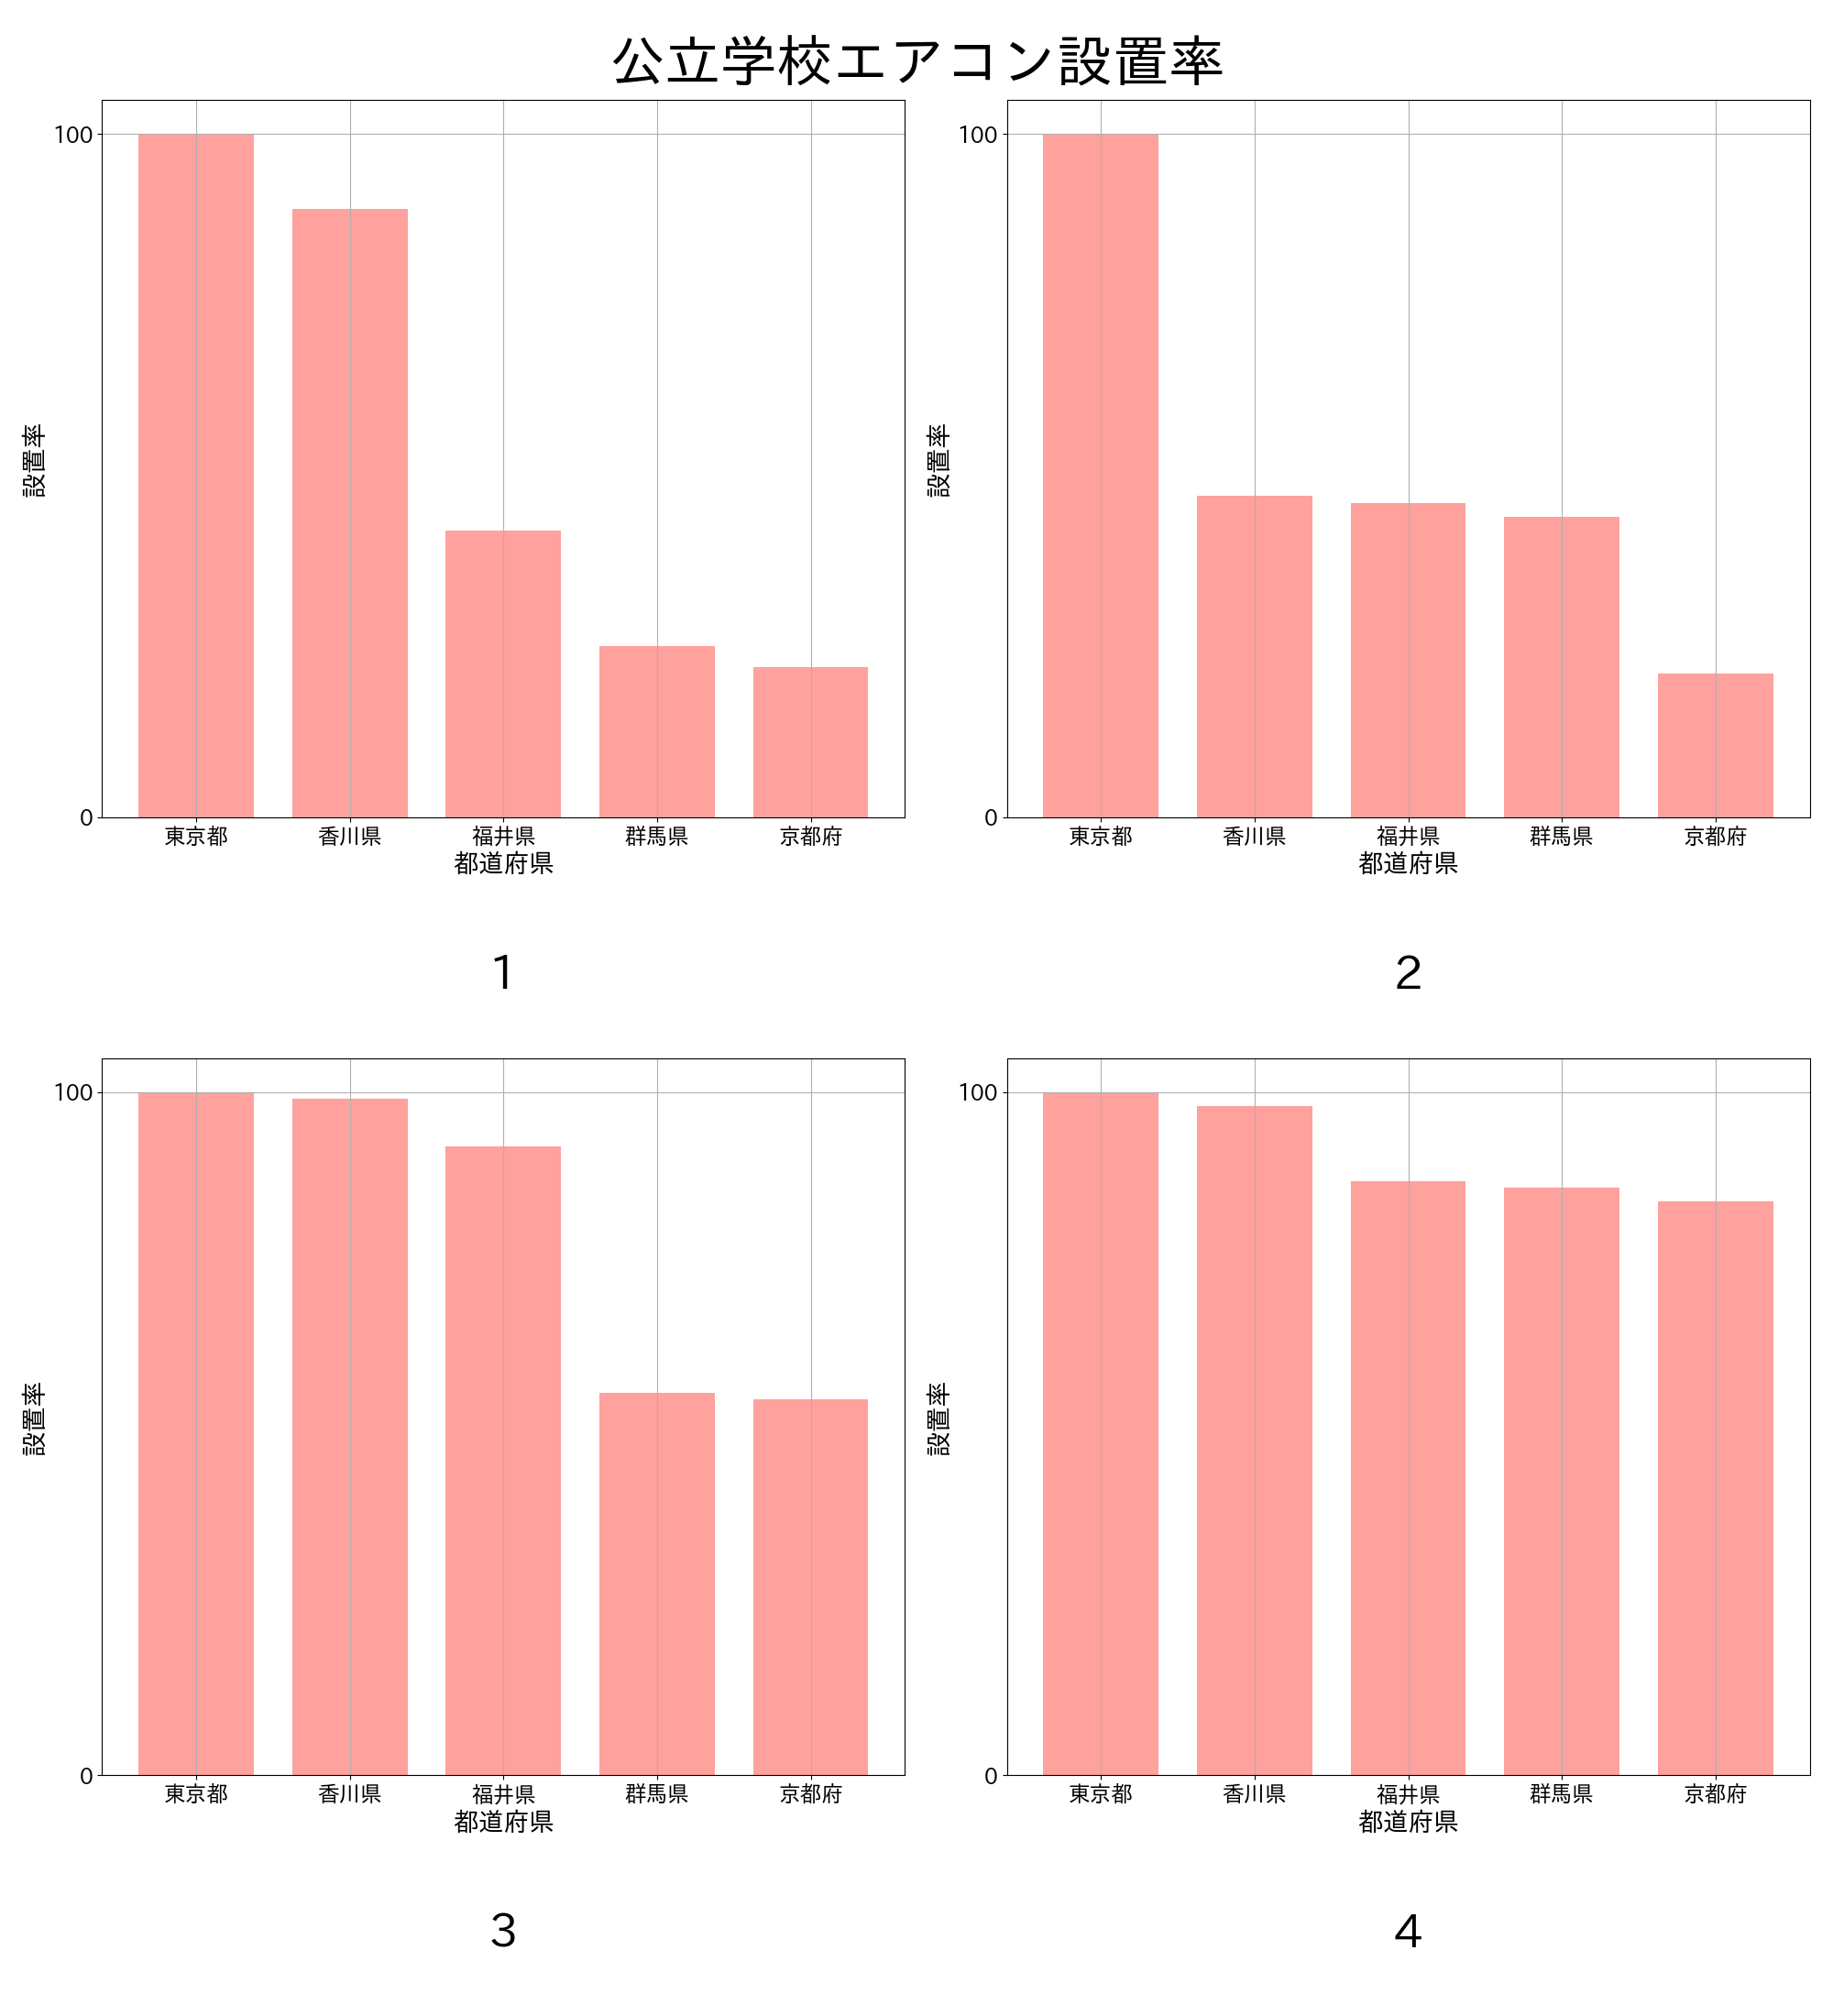 公立学校エアコン設置率
100
0
設置率
東京都 香川県 福井県 群馬県 京都府
都道府県
1
100
0
設置率
東京都 香川県 福井県 群馬県 京都府
都道府県
2
100
0
設置率
東京都 香川県 福井県 群馬県 京都府
都道府県
3
100
0
設置率
東京都 香川県 福井県 群馬県 京都府
都道府県
4